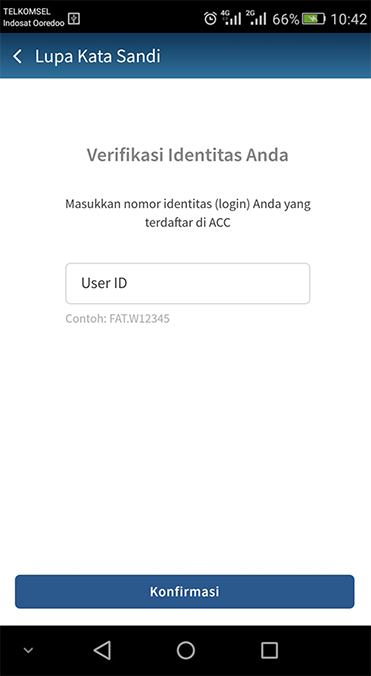 TELKOMSEL
Indosat Ooredoo 4G 2G 66% 10:42
Lupa Kata Sandi
Verifikasi Identitas Anda
Masukkan nomor identitas (login) Anda yang
terdaftar di ACC
User ID
Contoh: FAT.W12345
Konfirmasi